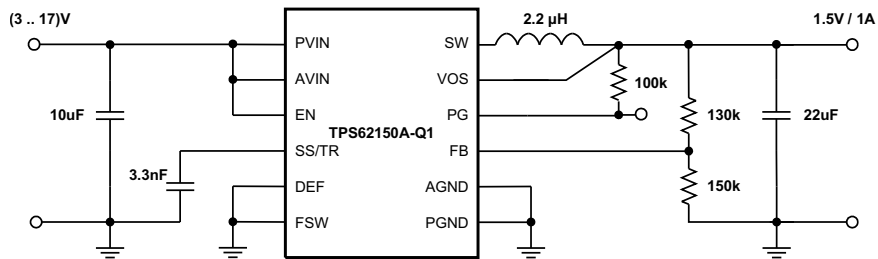 (3 .. 17)V
2.2 µH
1.5V / 1A
PVIN
SW
AVIN
VOS
100k
10uF
EN
PG
130k
22uF
TPS62150A-Q1
SS/TR
FB
3.3nF
DEF
AGND
150k
FSW
PGND